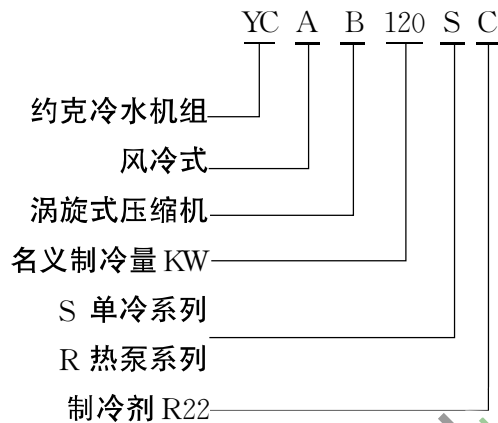 YC A B 120 S C
约克冷水机组
风冷式
涡旋式压缩机
名义制冷量 KW
S 单冷系列
R 热泵系列
制冷剂 R22